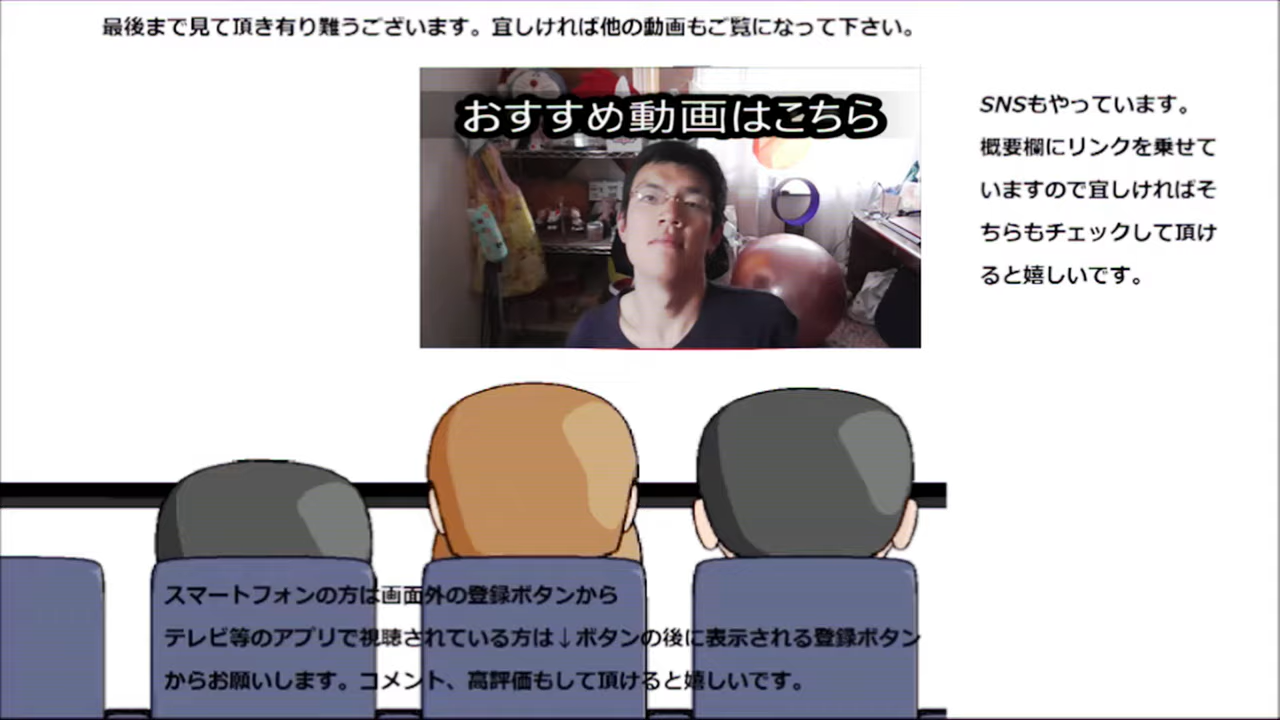 最後まで見て頂き有り難うございます。宜しければ他の動画もご覧になって下さい。
おすすめ動画はこちら
SNSもやっています。
概要欄にリンクを乗せて
いますので宜しければそ
ちらもチェックして頂け
ると嬉しいです。
スマートフォンの方は画面外の登録ボタンから
テレビ等のアプリで視聴されている方は↓ボタンの後に表示される登録ボタン
からお願いします。コメント、高評価もして頂けると嬉しいです。